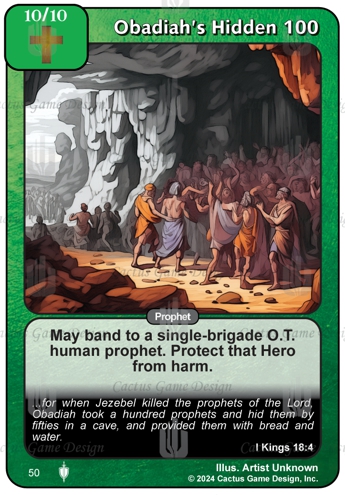 10/10
Obadiah's Hidden 100
Prophet
May band to a single-brigade O.T.
human prophet. Protect that Hero
from harm.
...for when Jezebel killed the prophets of the Lord,
Obadiah took a hundred prophets and hid them by
fifties in a cave, and provided them with bread and
water.
I Kings 18:4
Cactus Game Design
50
Illus. Artist Unknown
© 2024 Cactus Game Design, Inc.